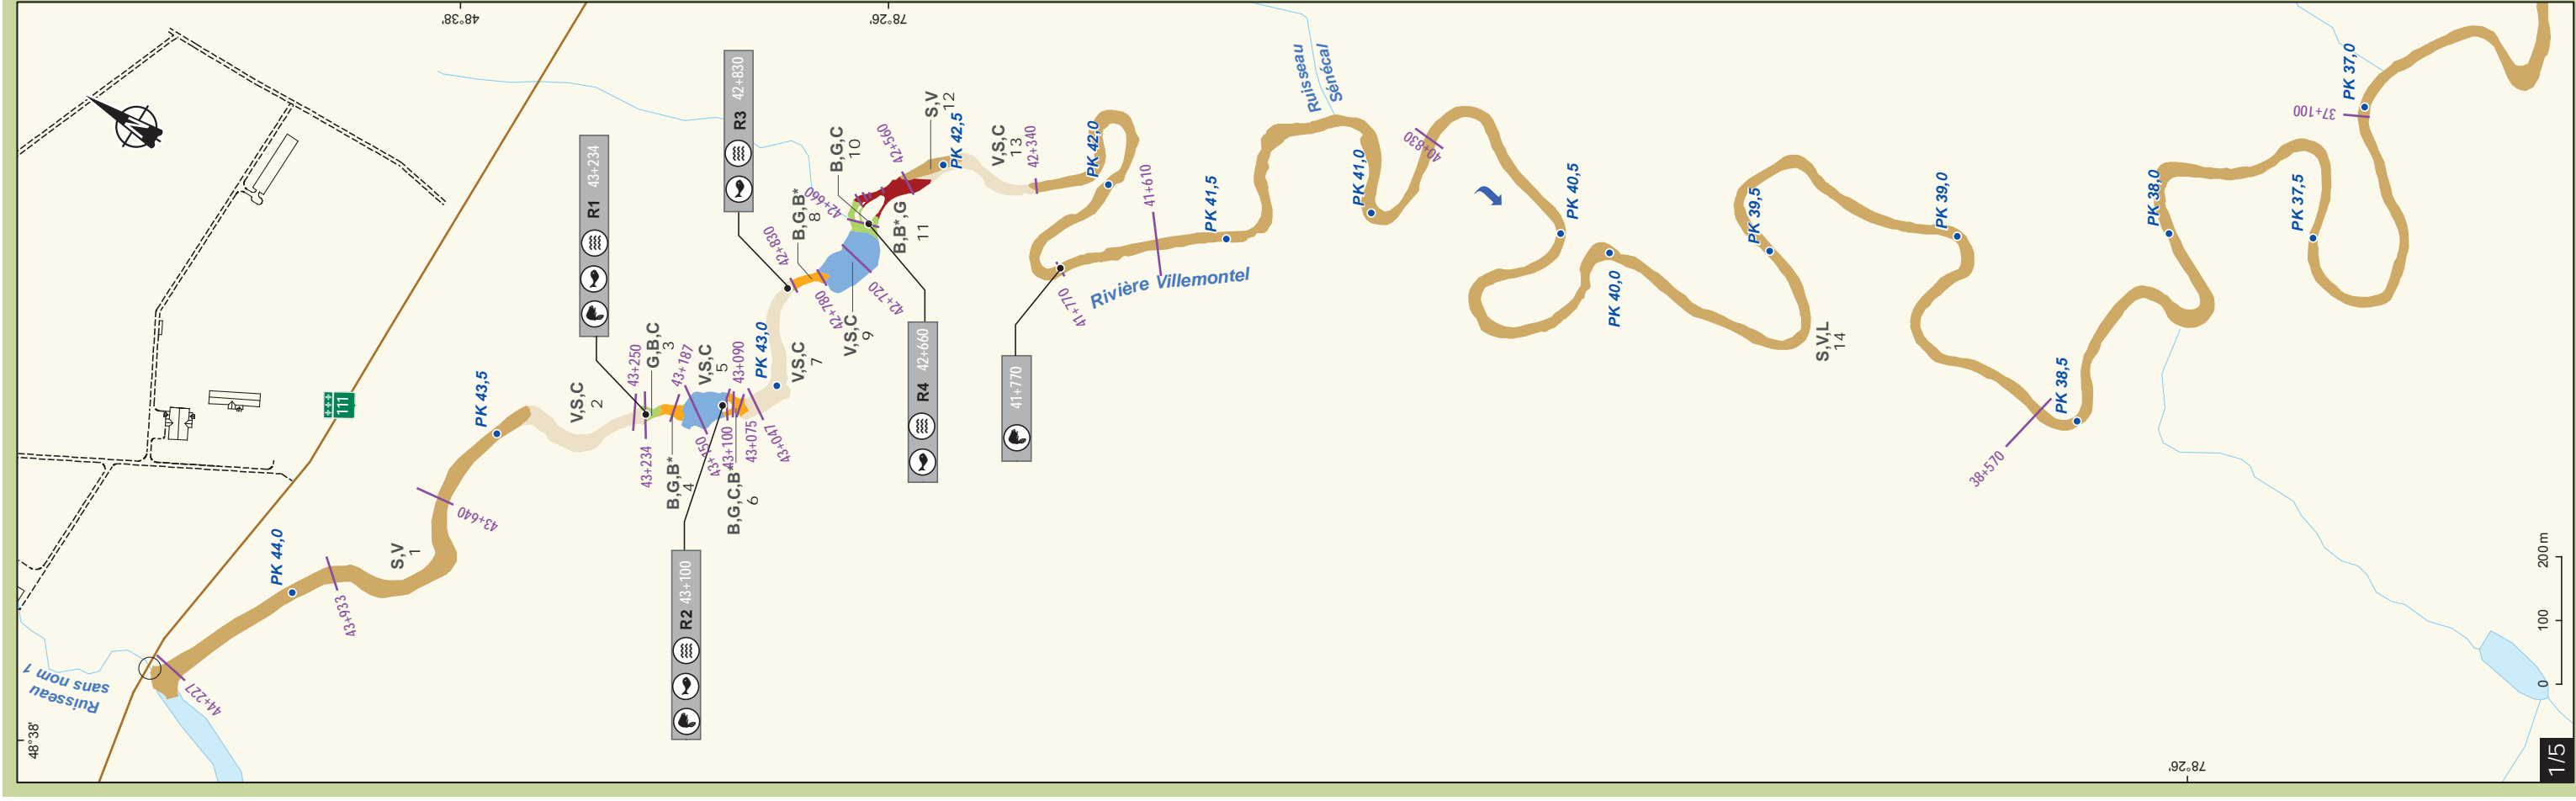 48°38'
78°26'
Ruisseau
sans nom 1
48°38'
44+227
PK 44,0
43+933
S,V
1
43+640
111
PK 43,5
V,S,C
2
R1 43+234
43+250
43+234
G,B,C
3
B,G,B*
4
43+187
43+150
V,S,C
5
43+100
43+090
43+075
B,G,C,B*
6
43+047
R2 43+100
PK 43,0
V,S,C
7
R3 42+830
42+830
B,G,B*
8
42+780
V,S,C
9
42+720
42+660
B,G,C
10
R4 42+660
B,B*,G
11
42+560
S,V
12
PK 42,5
V,S,C
13
42+340
PK 42,0
41+770
41+770
Rivière Villemontel
41+610
PK 41,5
Ruisseau
Sénécal
PK 41,0
40+830
PK 40,5
PK 40,0
PK 39,5
S,V,L
14
PK 39,0
38+570
PK 38,5
PK 38,0
PK 37,5
37+100
PK 37,0
78°26'
0 100 200m
1/5